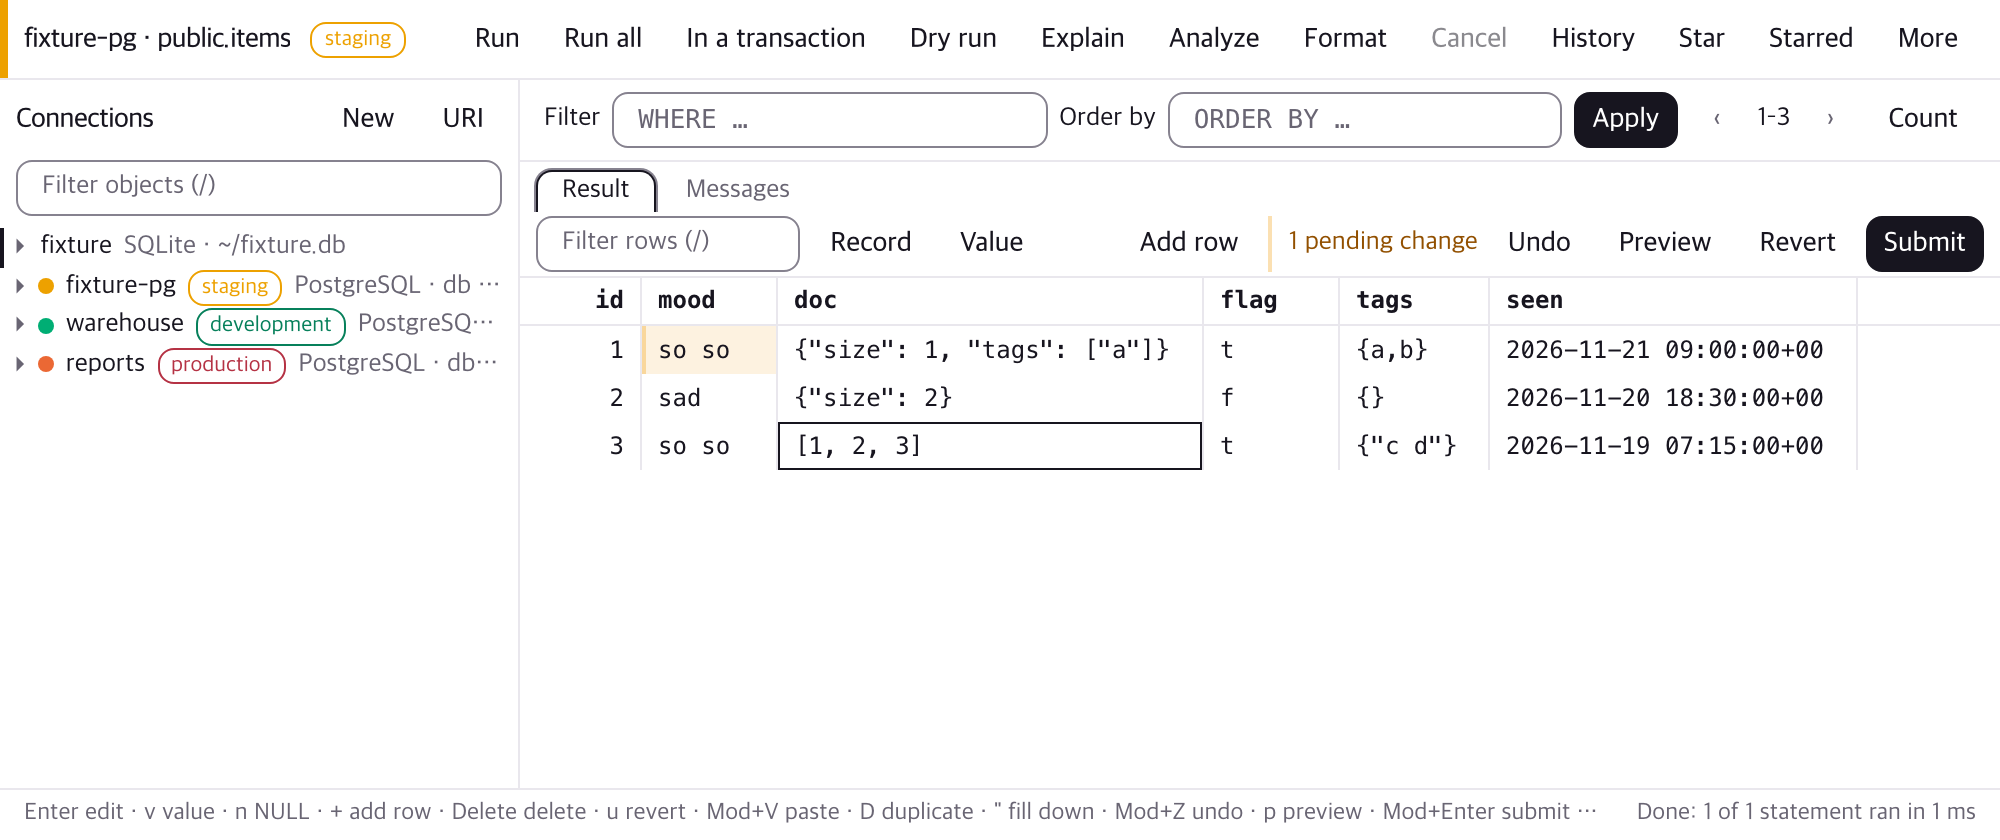 fixture-pg · public.items staging Run Run all In a transaction Dry run Explain Analyze Format Cancel History Star Starred More
Connections New URI
Filter objects (/)
fixture SQLite · ~/fixture.db
fixture-pg staging PostgreSQL · db ···
warehouse development PostgreSQ···
reports production PostgreSQL · db···
Filter WHERE … Order by ORDER BY … Apply ‹ 1-3 › Count
Result Messages
Filter rows (/) Record Value Add row 1 pending change Undo Preview Revert Submit
id mood doc flag tags seen
1 so so {"size": 1, "tags": ["a"]} t {a,b} 2026-11-21 09:00:00+00
2 sad {"size": 2} f {} 2026-11-20 18:30:00+00
3 so so [1, 2, 3] t {"c d"} 2026-11-19 07:15:00+00
Enter edit · v value · n NULL · + add row · Delete delete · u revert · Mod+V paste · D duplicate · " fill down · Mod+Z undo · p preview · Mod+Enter submit ··· Done: 1 of 1 statement ran in 1 ms